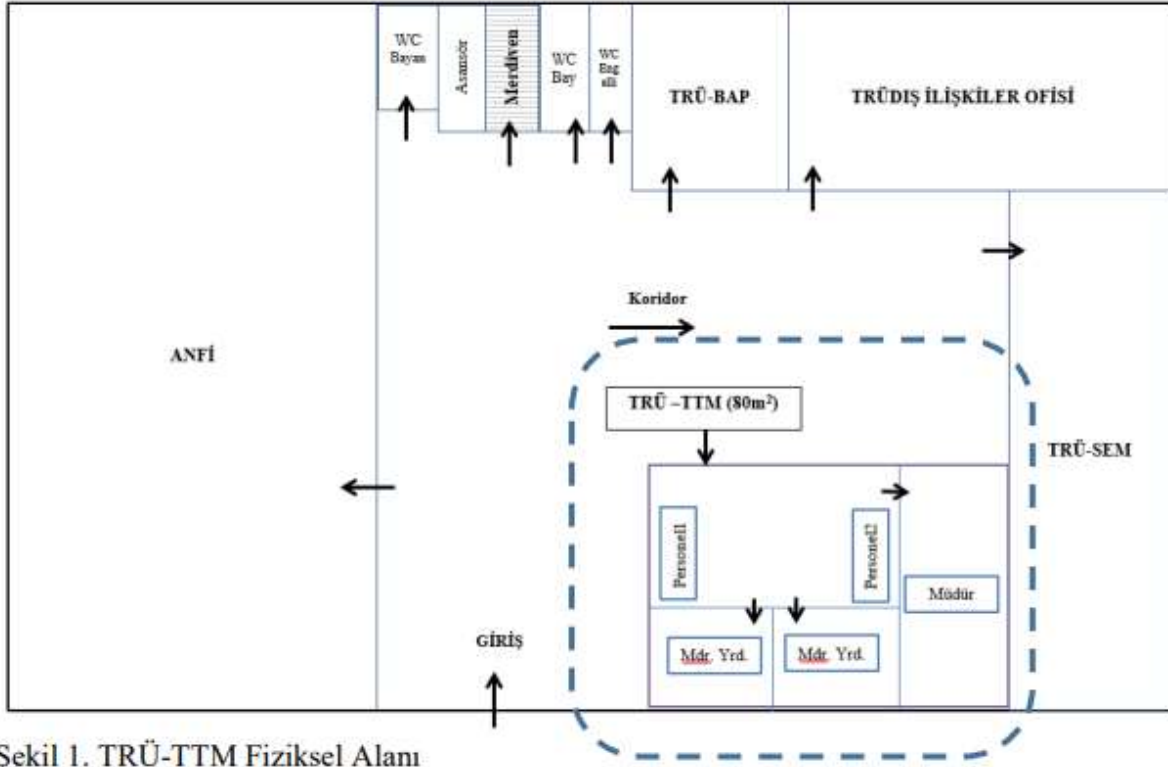 WC
Bayan
Asansör
Merdiven
WC
Bay
WC
Eng
elli
TRÜ-BAP
TRÜDIŞ İLİŞKİLER OFİSİ
Koridor
ANFİ
TRÜ –TTM (80m²)
TRÜ-SEM
Personel1
Personel2
Müdür
GİRİŞ
Mdr. Yrd.
Mdr. Yrd.
Şekil 1. TRÜ-TTM Fiziksel Alanı